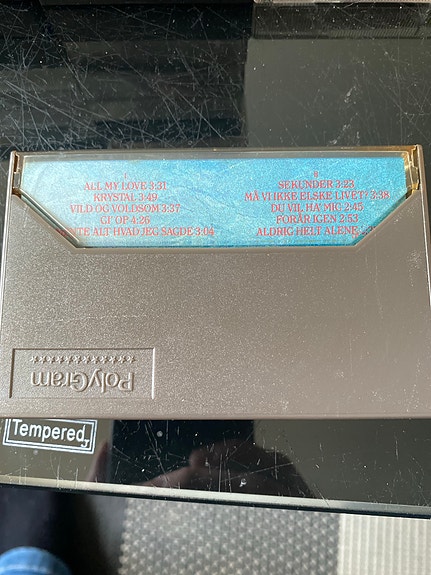 I
ALL MY LOVE 3:31
KRYSTAL 3:49
VILD OG VOLDSOM 3:37
GI' OP 4:26
ALT HVAD JEG SAGDE 3:04
II
SEKUNDER 3:23
MÅ VI IKKE ELSKE LIVET? 3:38
DU VIL HA' MIG 2:45
FORÅR IGEN 2:53
ALDRIG HELT ALENE
PolyGram
Tempered